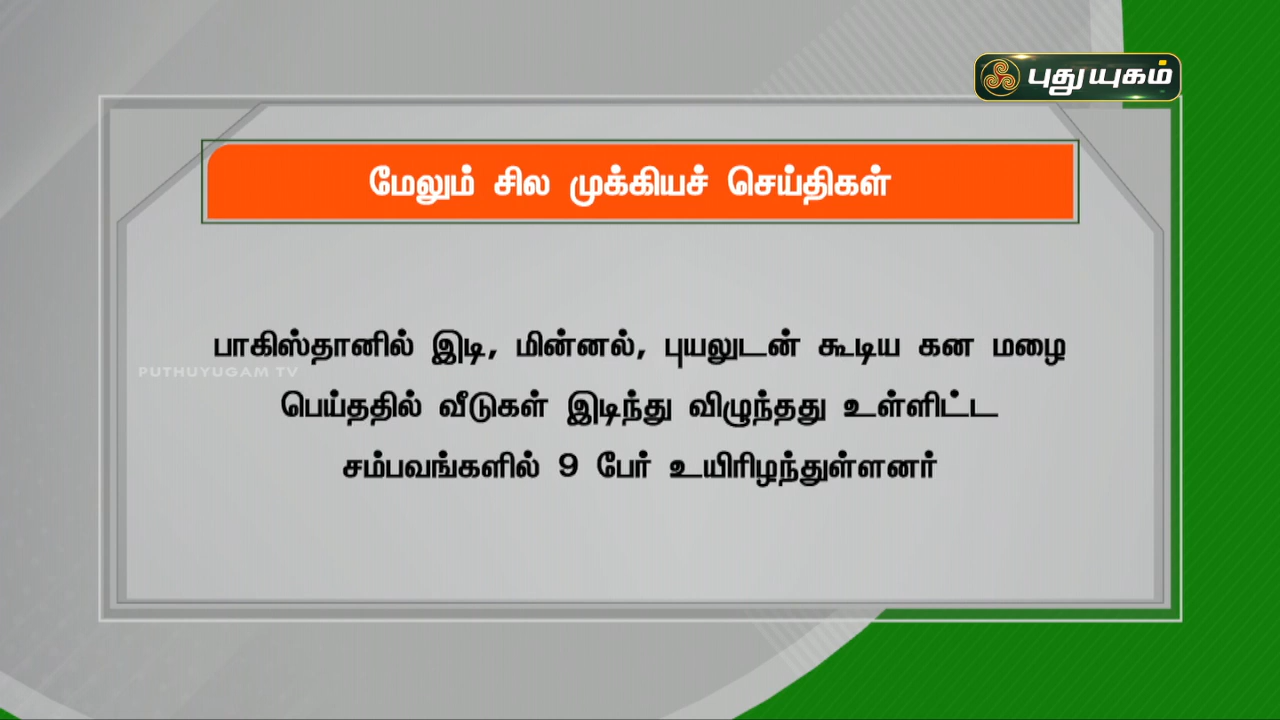 புதுயுகம்
மேலும் சில முக்கியச் செய்திகள்
பாகிஸ்தானில் இடி, மின்னல், புயலுடன் கூடிய கன மழை
PUTHUYUGAM TV
பெய்ததில் வீடுகள் இடிந்து விழுந்தது உள்ளிட்ட
சம்பவங்களில் 9 பேர் உயிரிழந்துள்ளனர்